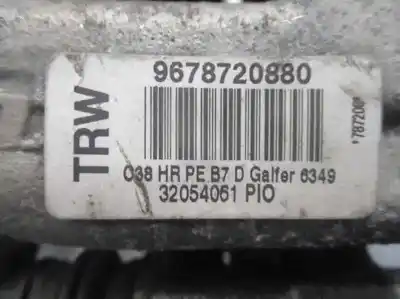 TRW
9678720880
C38 HR PE B7 D Galfer 6349
32054061 PIO